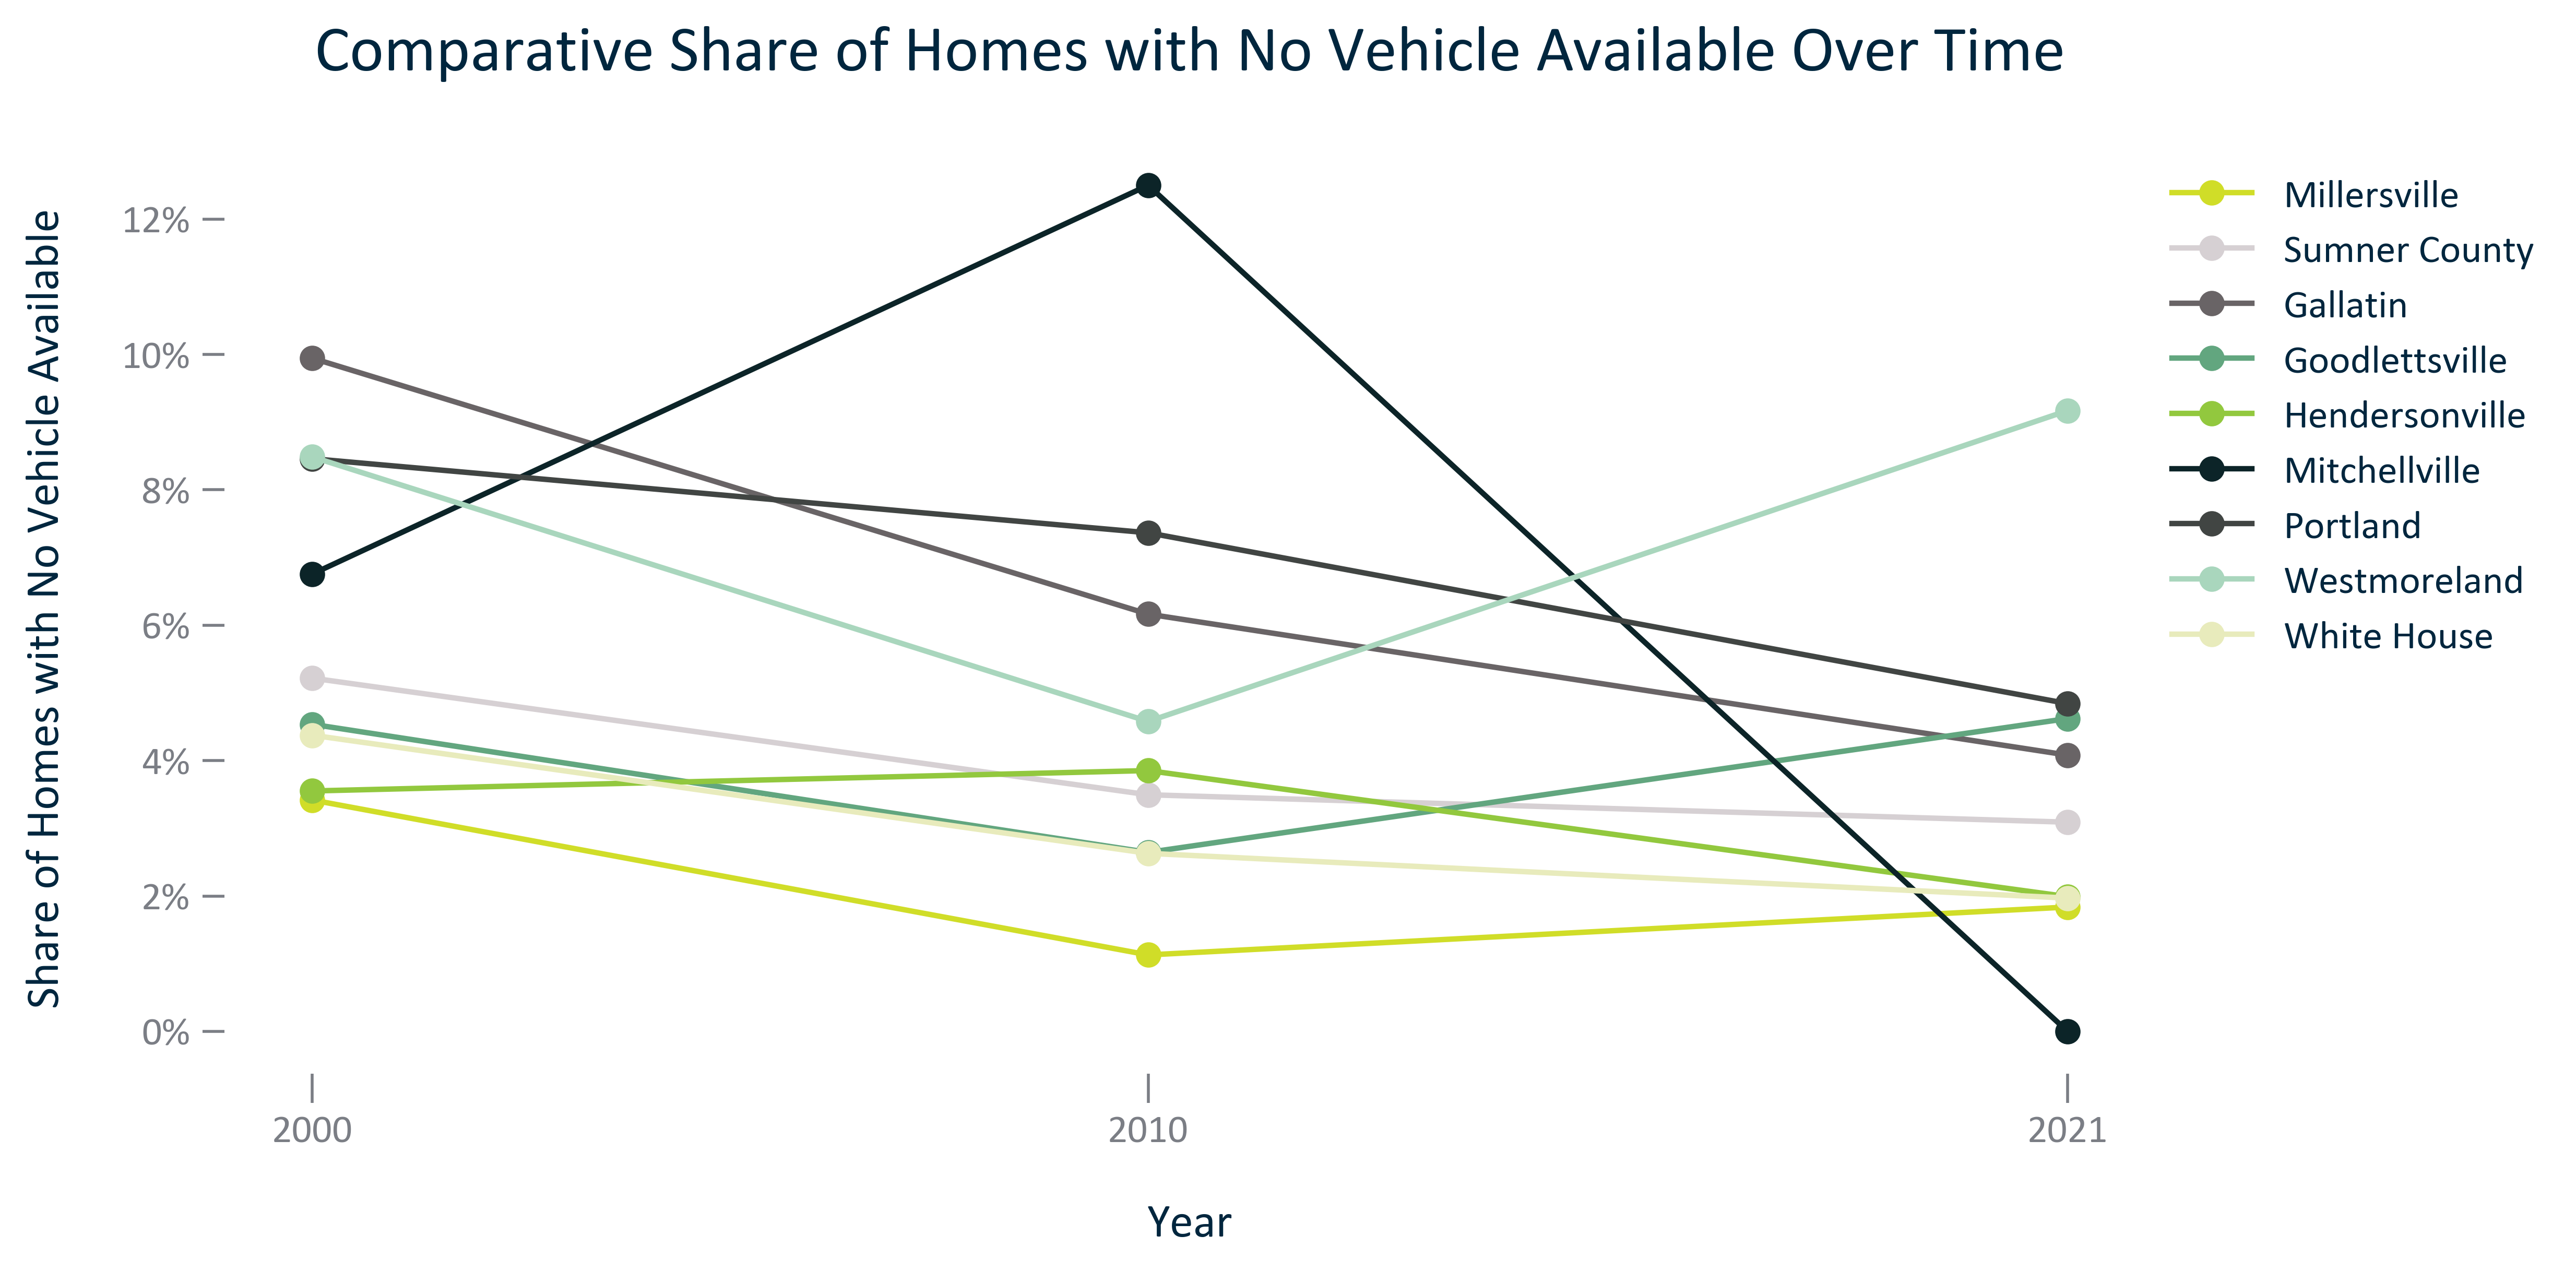 Comparative Share of Homes with No Vehicle Available Over Time
Share of Homes with No Vehicle Available
12%
10%
8%
6%
4%
2%
0%
2000
2010
2021
Year
Millersville
Sumner County
Gallatin
Goodlettsville
Hendersonville
Mitchellville
Portland
Westmoreland
White House